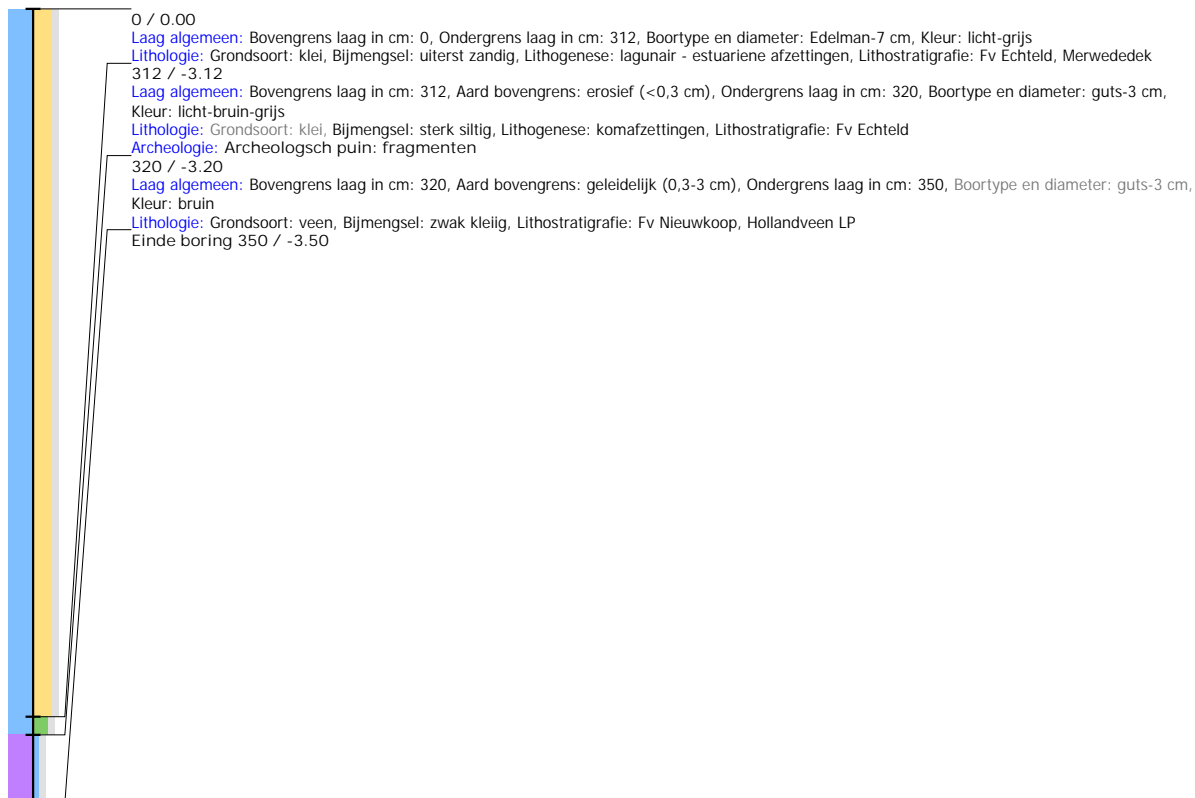 0 / 0.00
Laag algemeen: Bovengrens laag in cm: 0, Ondergrens laag in cm: 312, Boortype en diameter: Edelman-7 cm, Kleur: licht-grijs
Lithologie: Grondsoort: klei, Bijmengsel: uiterst zandig, Lithogenese: lagunair - estuariene afzettingen, Lithostratigrafie: Fv Echteld, Merwededek
312 / -3.12
Laag algemeen: Bovengrens laag in cm: 312, Aard bovengrens: erosief (<0,3 cm), Ondergrens laag in cm: 320, Boortype en diameter: guts-3 cm,
Kleur: licht-bruin-grijs
Lithologie: Grondsoort: klei, Bijmengsel: sterk siltig, Lithogenese: komafzettingen, Lithostratigrafie: Fv Echteld
Archeologie: Archeologsch puin: fragmenten
320 / -3.20
Laag algemeen: Bovengrens laag in cm: 320, Aard bovengrens: geleidelijk (0,3-3 cm), Ondergrens laag in cm: 350, Boortype en diameter: guts-3 cm,
Kleur: bruin
Lithologie: Grondsoort: veen, Bijmengsel: zwak kleiig, Lithostratigrafie: Fv Nieuwkoop, Hollandveen LP
Einde boring 350 / -3.50